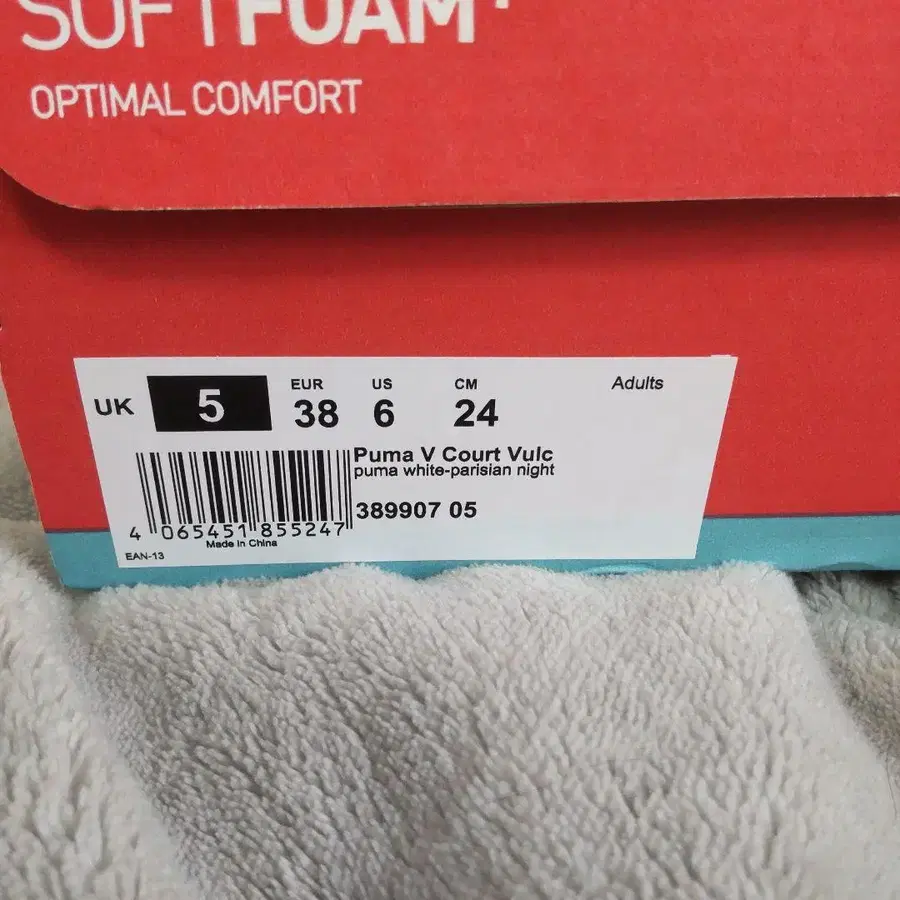 SOFTFOAM+
OPTIMAL COMFORT
UK 5
EUR 38
US 6
CM 24
Adults
Puma V Court Vulc
puma white-parisian night
389907 05
4 065451 855247
Made in China
EAN-13